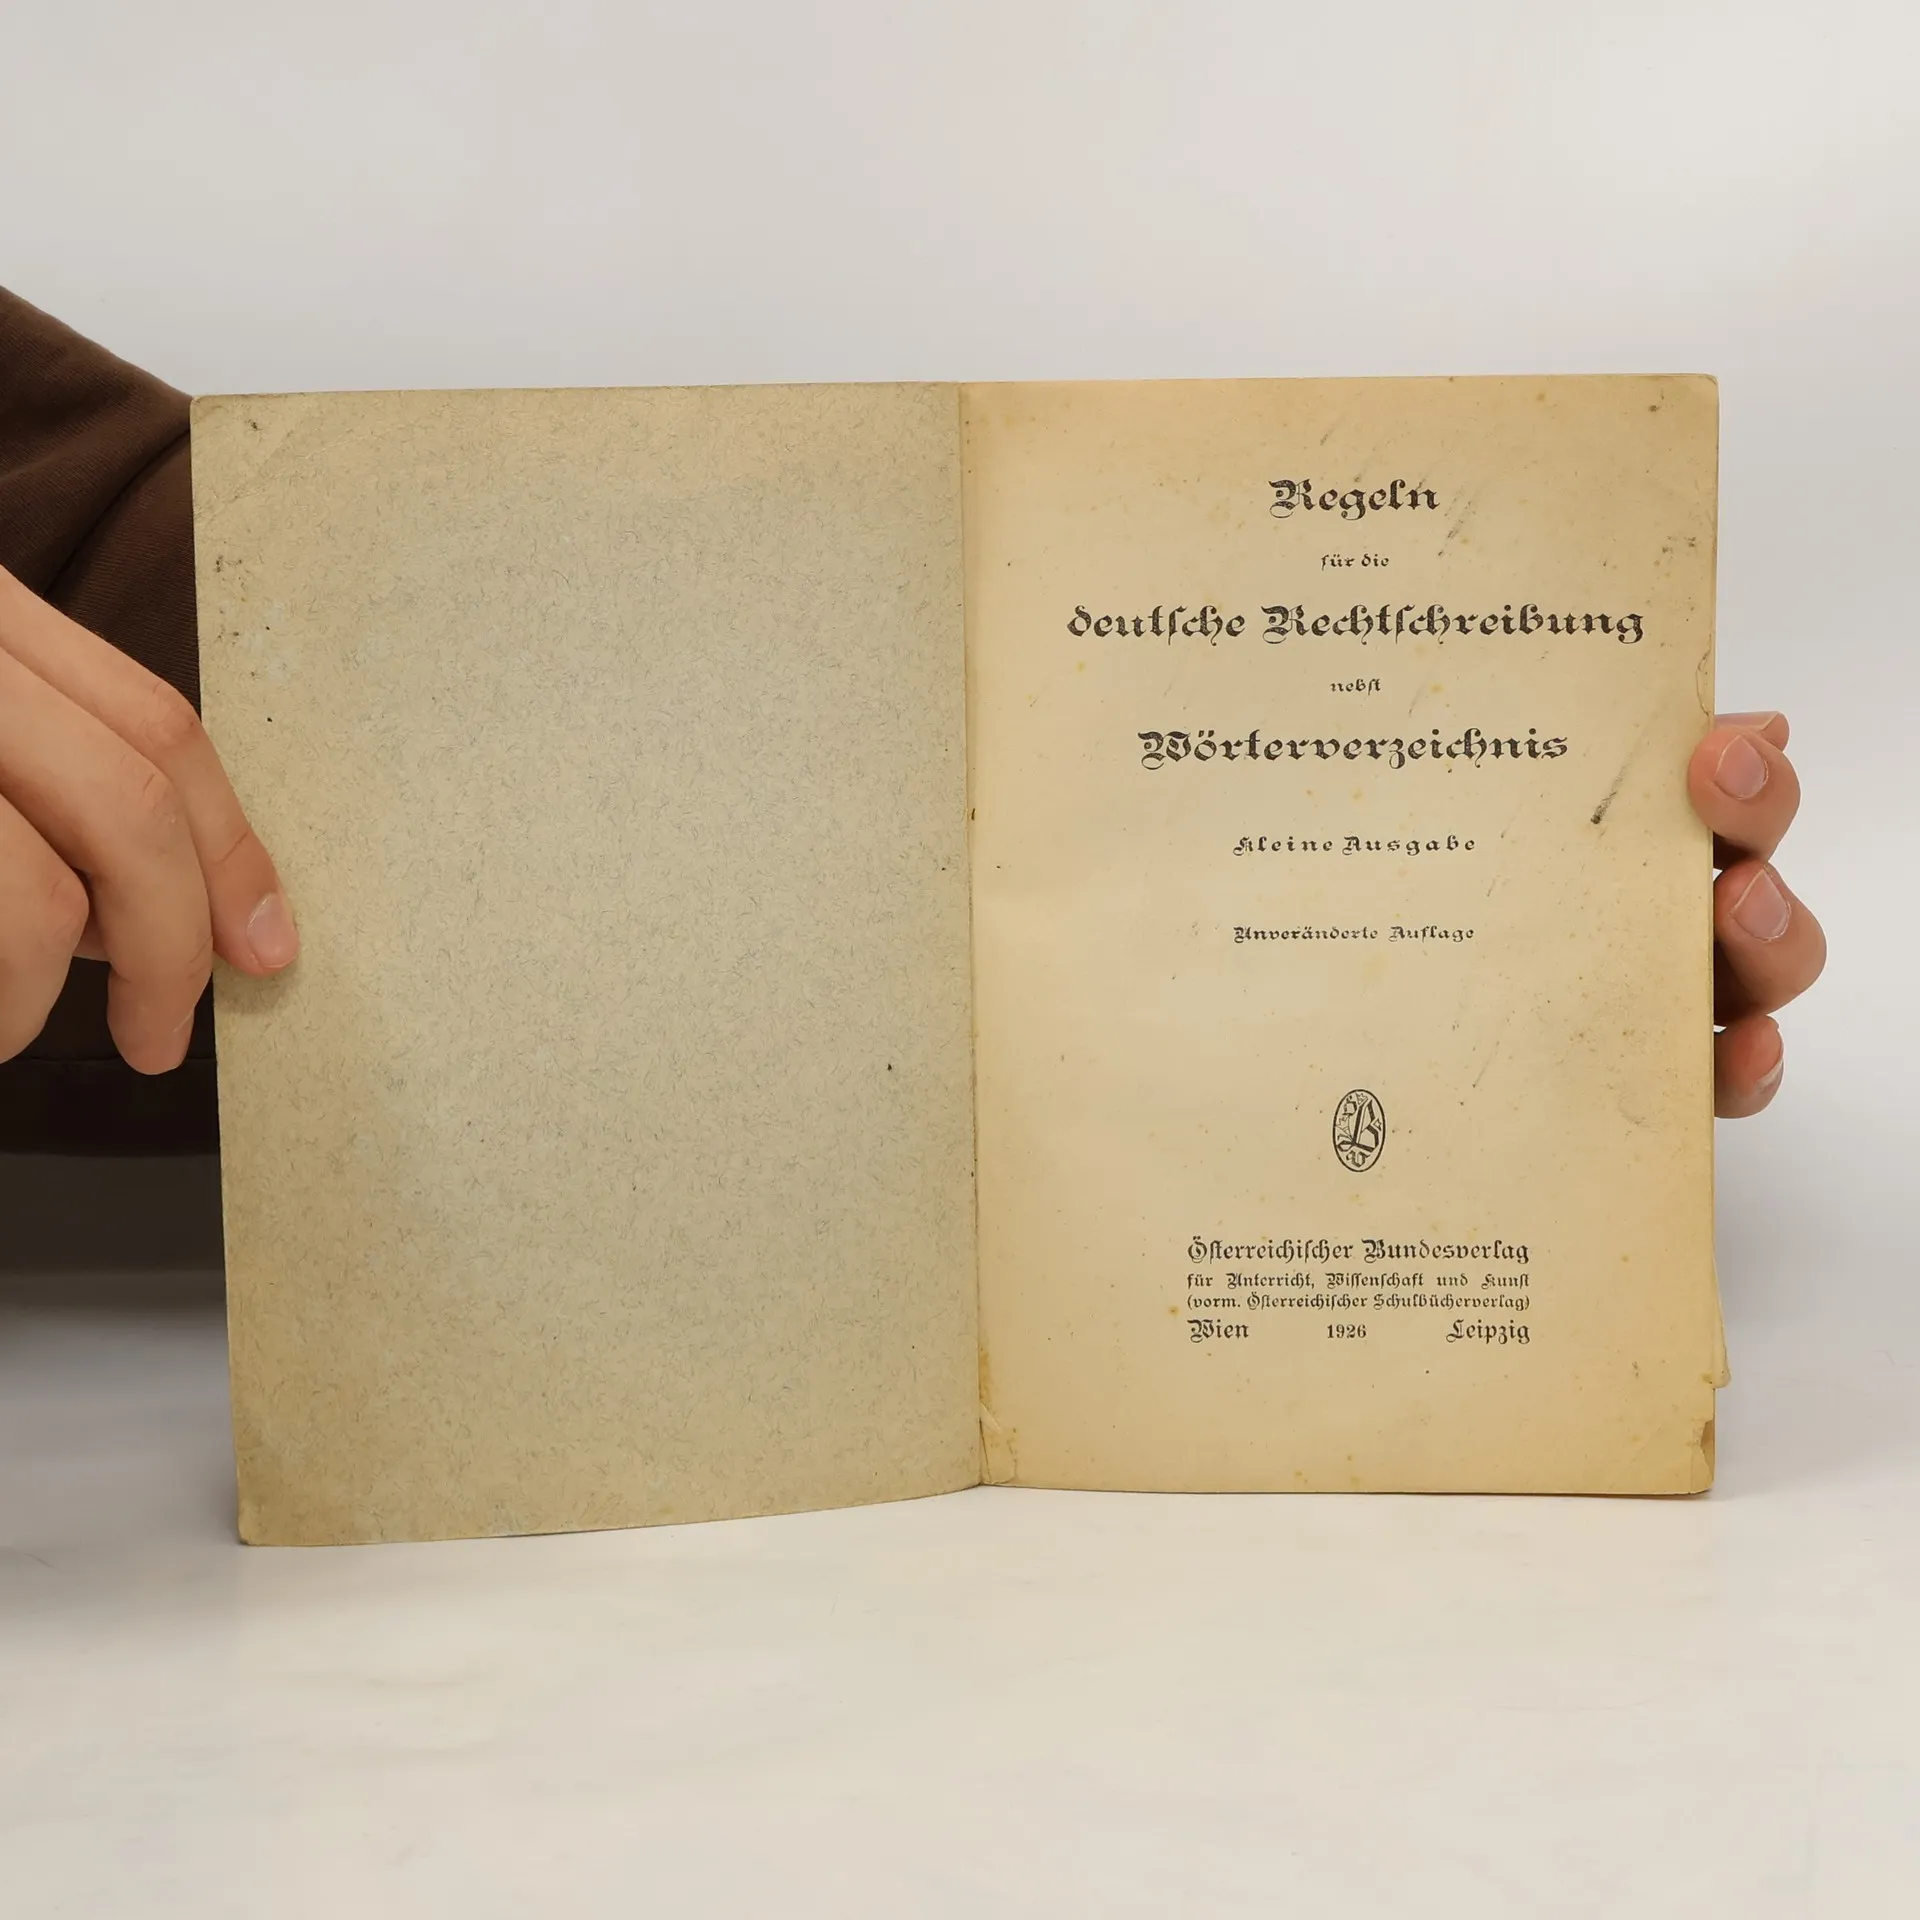 Regeln
für die
deutſche Rechtſchreibung
nebſt
Wörterverzeichnis
Kleine Ausgabe
Unveränderte Auflage
Öſterreichiſcher Bundesverlag
für Unterricht, Wiſſenſchaft und Kunſt
(vorm. Öſterreichiſcher Schulbücherverlag)
Wien 1926 Leipzig